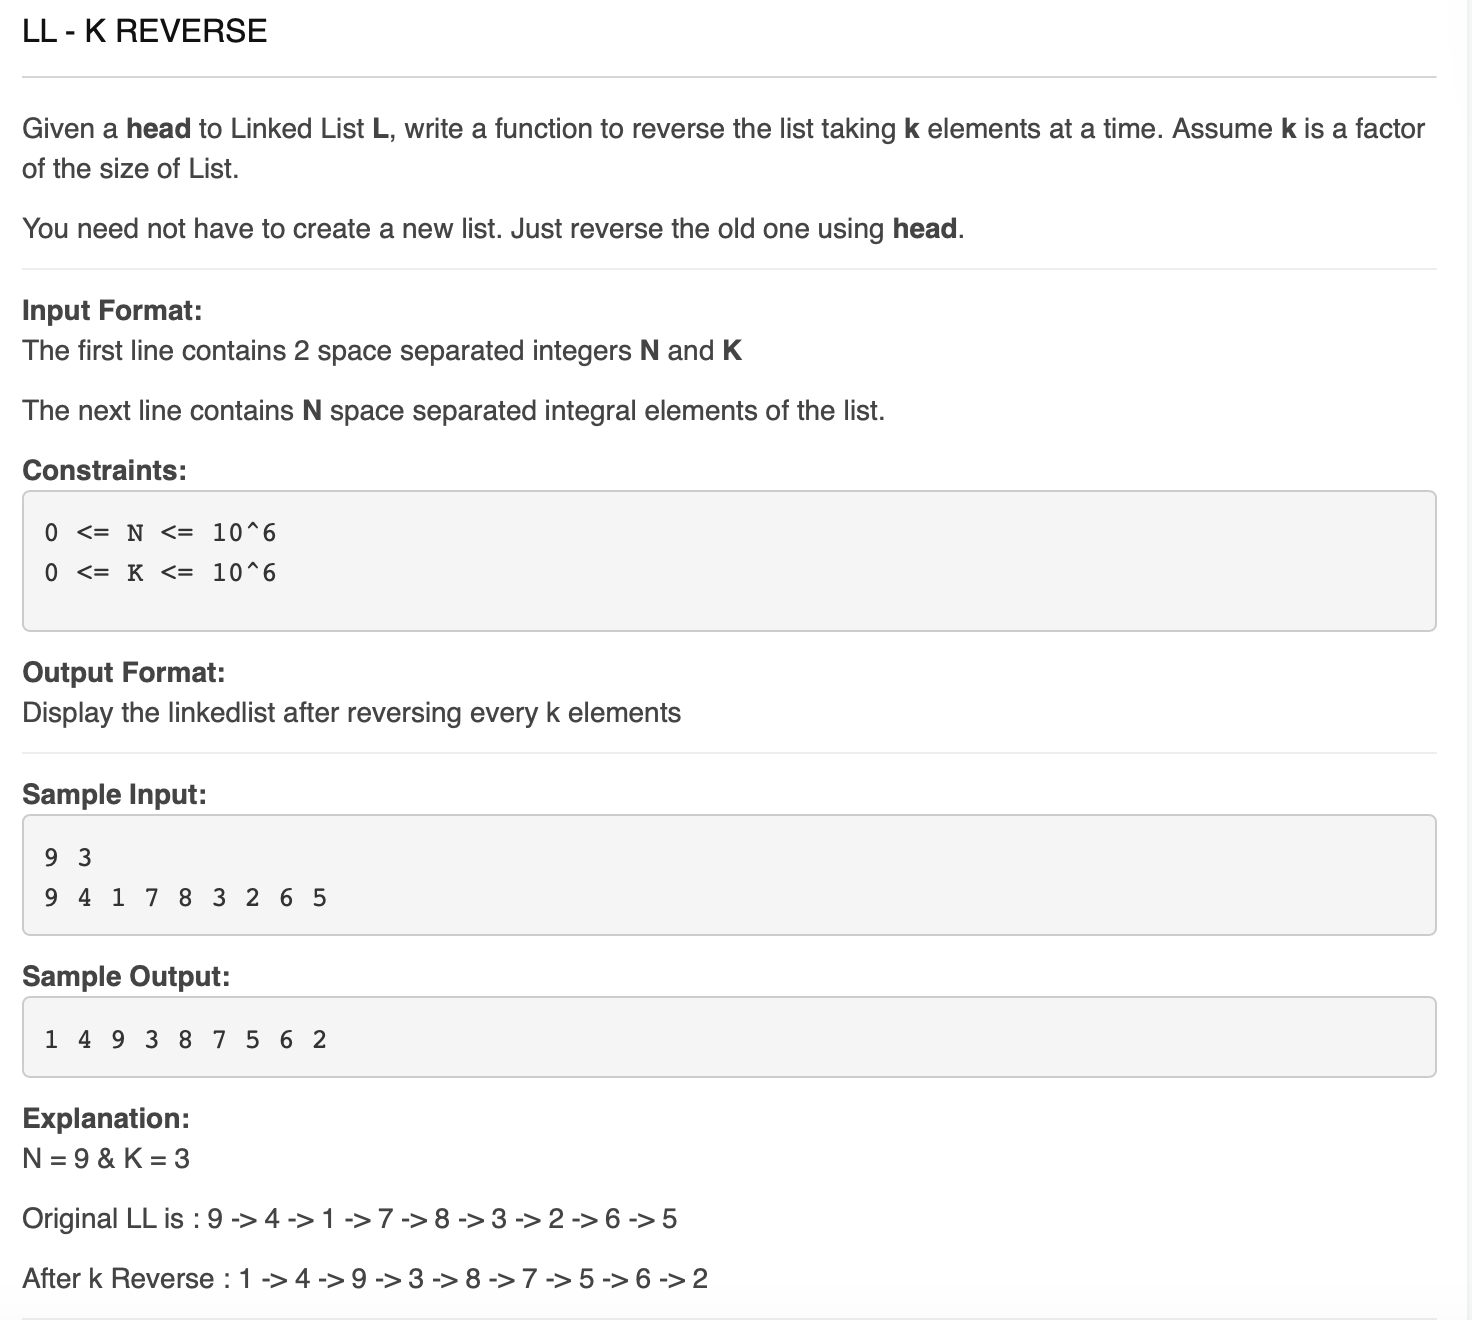 LL - K REVERSE
Given a head to Linked List L, write a function to reverse the list taking k elements at a time. Assume k is a factor
of the size of List.
You need not have to create a new list. Just reverse the old one using head.
Input Format:
The first line contains 2 space separated integers N and K
The next line contains N space separated integral elements of the list.
Constraints:
0 <= N <= 10^6
0 <= K <= 10^6
Output Format:
Display the linkedlist after reversing every k elements
Sample Input:
9 3
9 4 1 7 8 3 2 6 5
Sample Output:
1 4 9 3 8 7 5 6 2
Explanation:
N = 9 & K = 3
Original LL is : 9 -> 4 -> 1 -> 7 -> 8 -> 3 -> 2 -> 6 -> 5
After k Reverse : 1 -> 4 -> 9 -> 3 -> 8 -> 7 -> 5 -> 6 -> 2